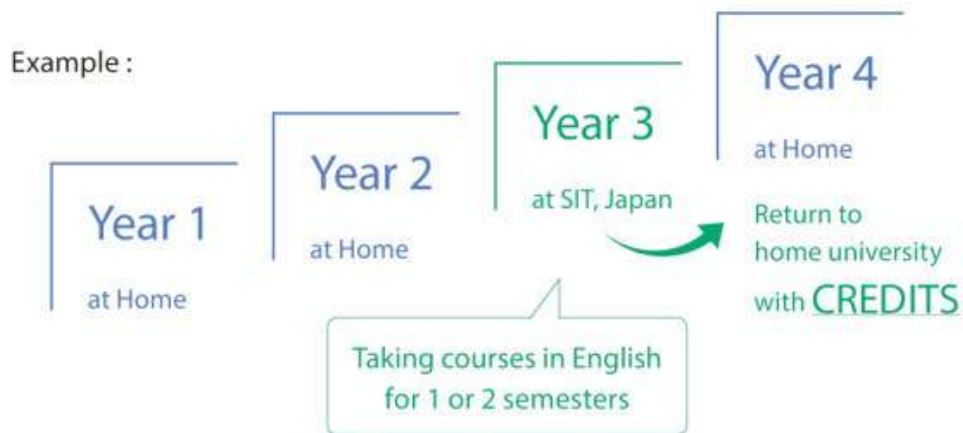 Example :
Year 1
at Home
Year 2
at Home
Year 3
at SIT, Japan
Taking courses in English
for 1 or 2 semesters
Year 4
at Home
Return to
home university
with CREDITS